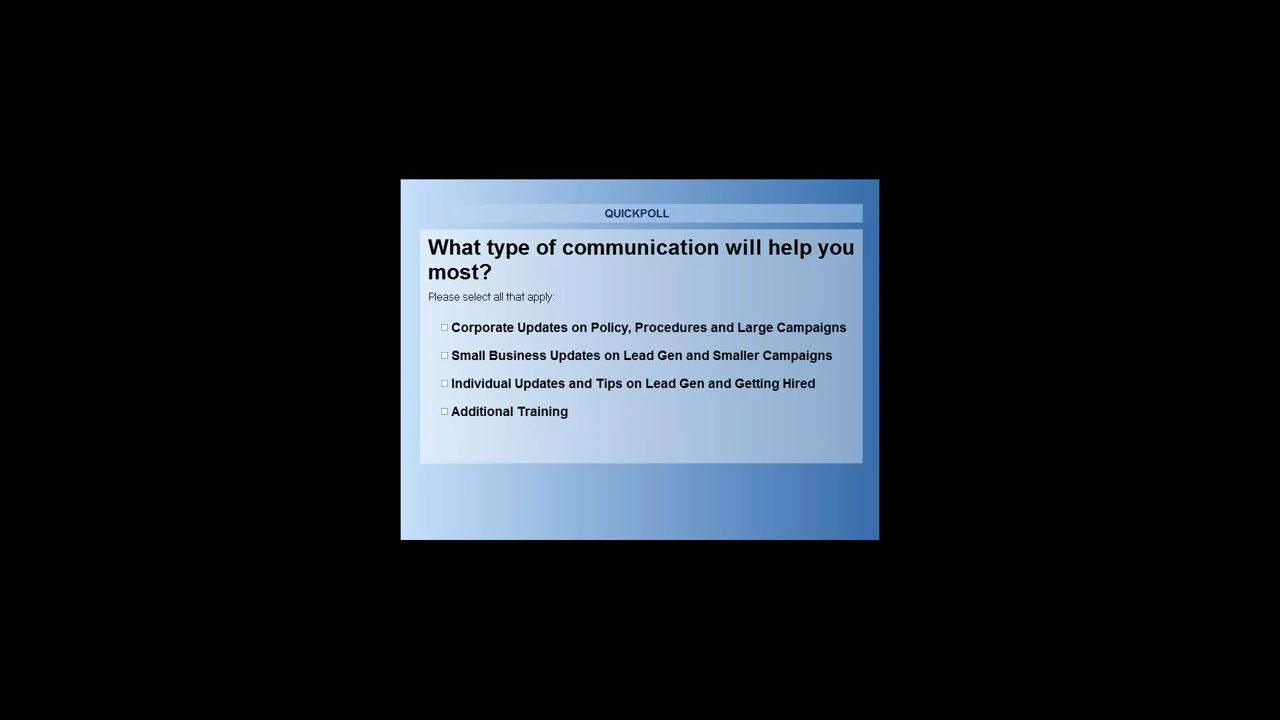 QUICKPOLL
What type of communication will help you
most?
Please select all that apply:
Corporate Updates on Policy, Procedures and Large Campaigns
Small Business Updates on Lead Gen and Smaller Campaigns
Individual Updates and Tips on Lead Gen and Getting Hired
Additional Training